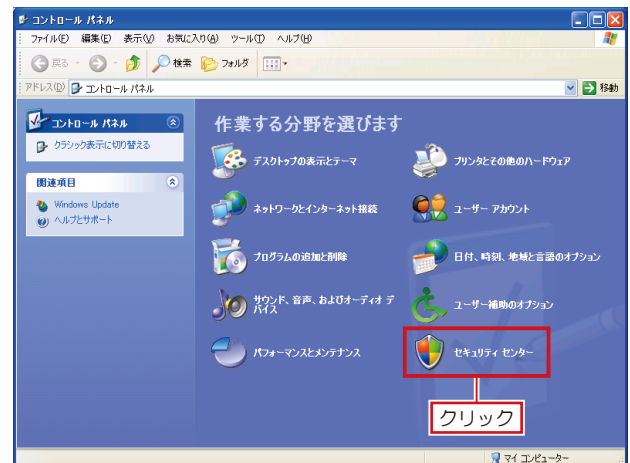 コントロール パネル
ファイル(F) 編集(E) 表示(V) お気に入り(A) ツール(T) ヘルプ(H)
戻る 検索 フォルダ
アドレス(D) コントロール パネル 移動
コントロール パネル
クラシック表示に切り替える
関連項目
Windows Update
ヘルプとサポート
作業する分野を選びます
デスクトップの表示とテーマ
プリンタとその他のハードウェア
ネットワークとインターネット接続
ユーザー アカウント
プログラムの追加と削除
日付、時刻、地域と言語のオプション
サウンド、音声、およびオーディオ デ
バイス
ユーザー補助のオプション
パフォーマンスとメンテナンス
セキュリティ センター
クリック
マイ コンピューター